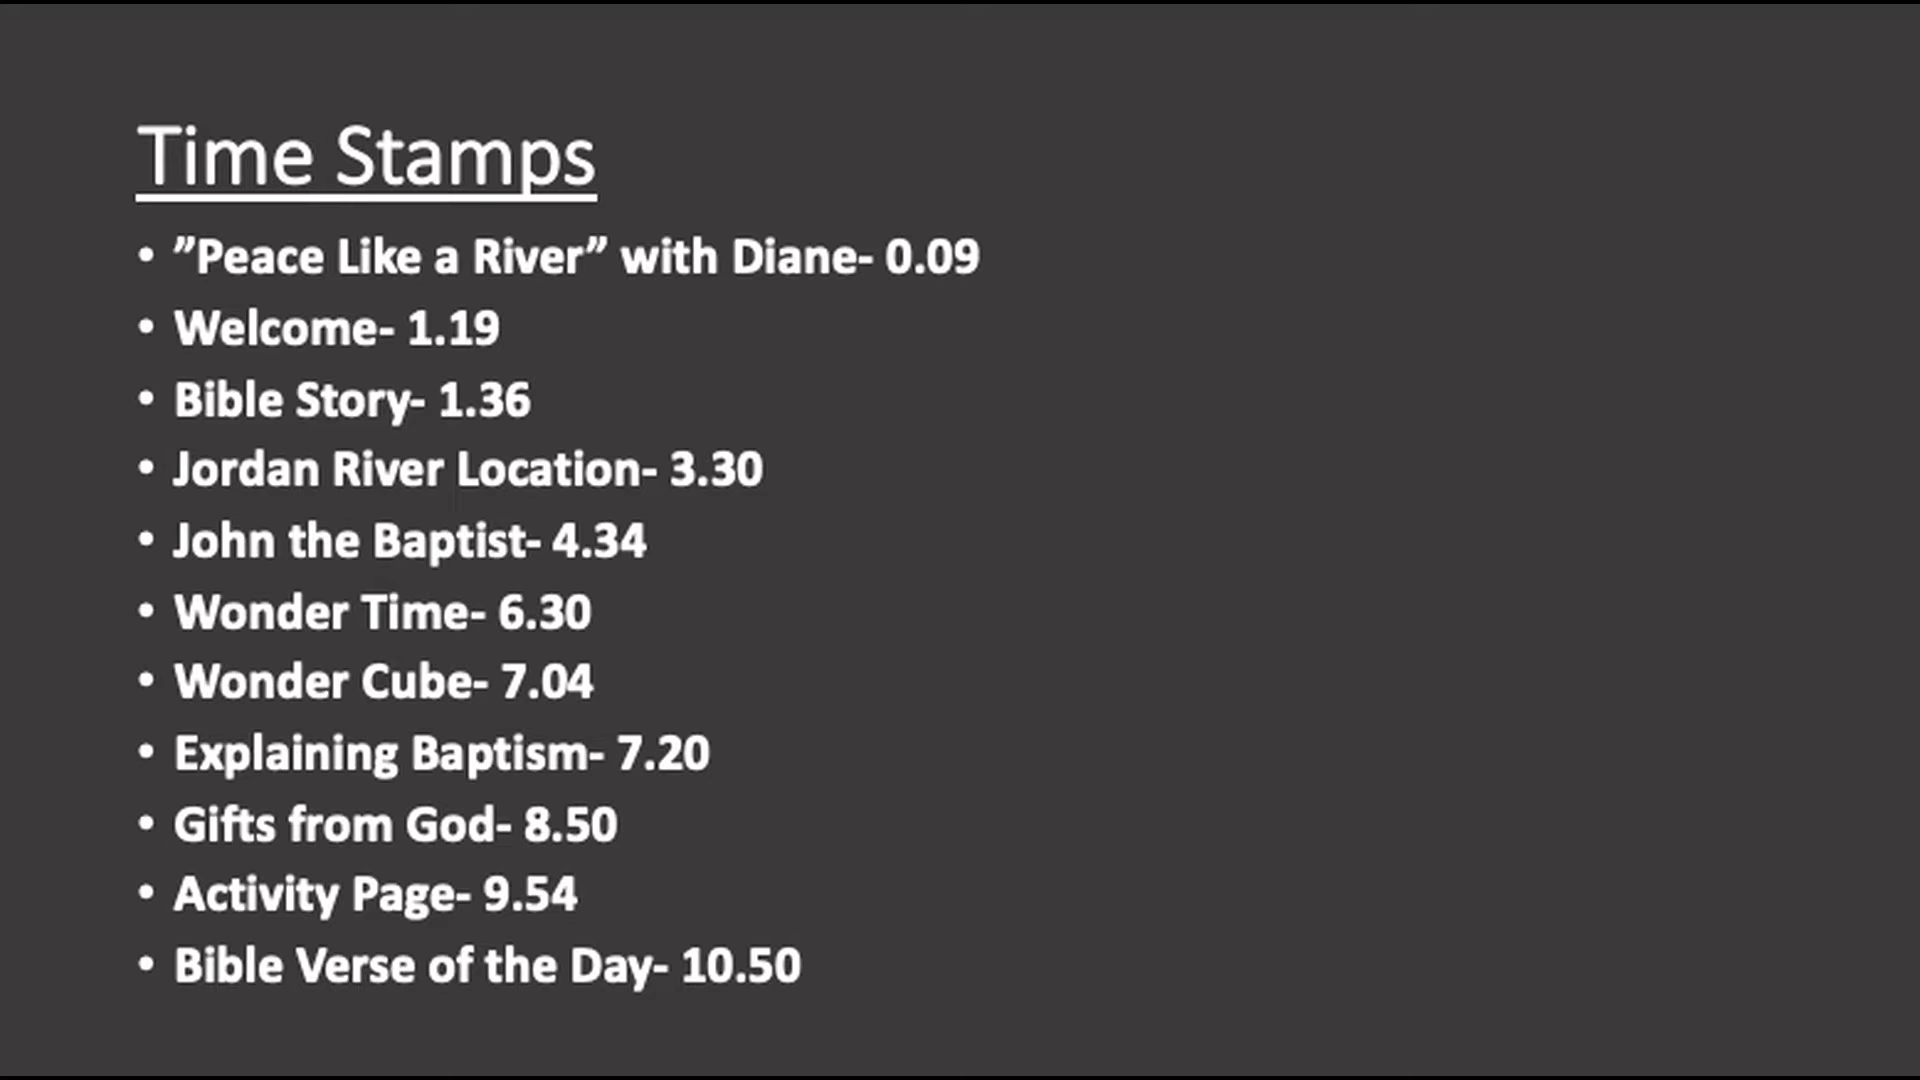 Time Stamps
• ”Peace Like a River” with Diane- 0.09
• Welcome- 1.19
• Bible Story- 1.36
• Jordan River Location- 3.30
• John the Baptist- 4.34
• Wonder Time- 6.30
• Wonder Cube- 7.04
• Explaining Baptism- 7.20
• Gifts from God- 8.50
• Activity Page- 9.54
• Bible Verse of the Day- 10.50